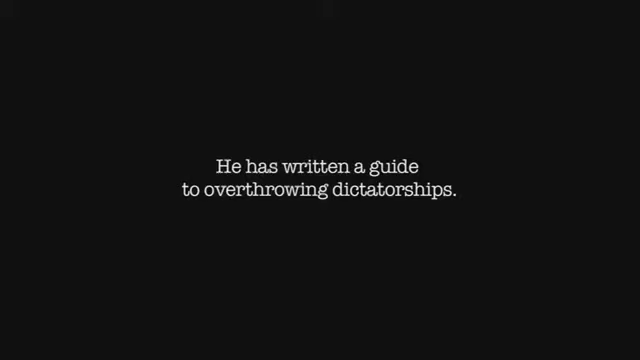 He has written a guide
to overthrowing dictatorships.